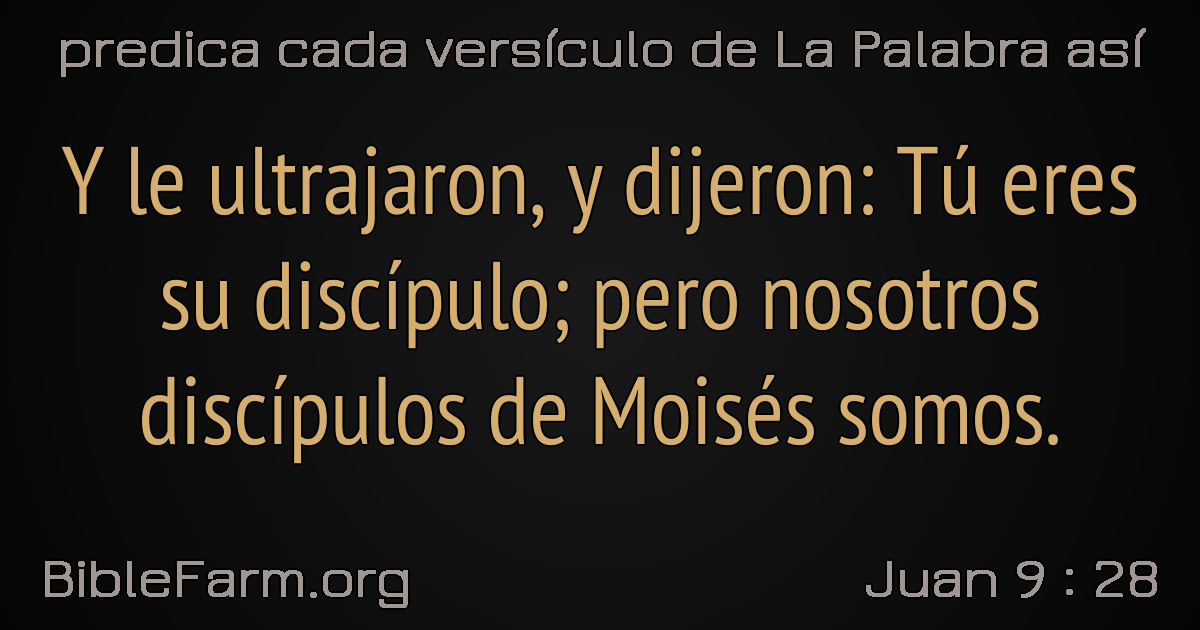 predica cada versículo de La Palabra así
Y le ultrajaron, y dijeron: Tú eres
su discípulo; pero nosotros
discípulos de Moisés somos.
BibleFarm.org
Juan 9 : 28